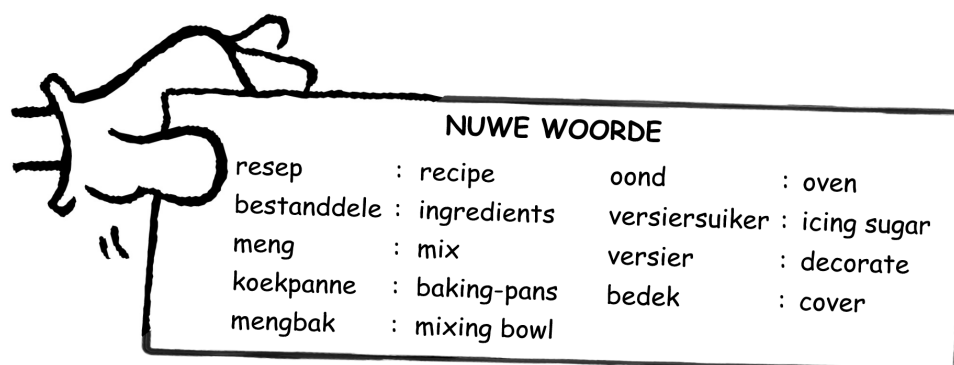 NUWE WOORDE
resep : recipe
bestanddele : ingredients
meng : mix
koekpanne : baking-pans
mengbak : mixing bowl
oond : oven
versiersuiker : icing sugar
versier : decorate
bedek : cover